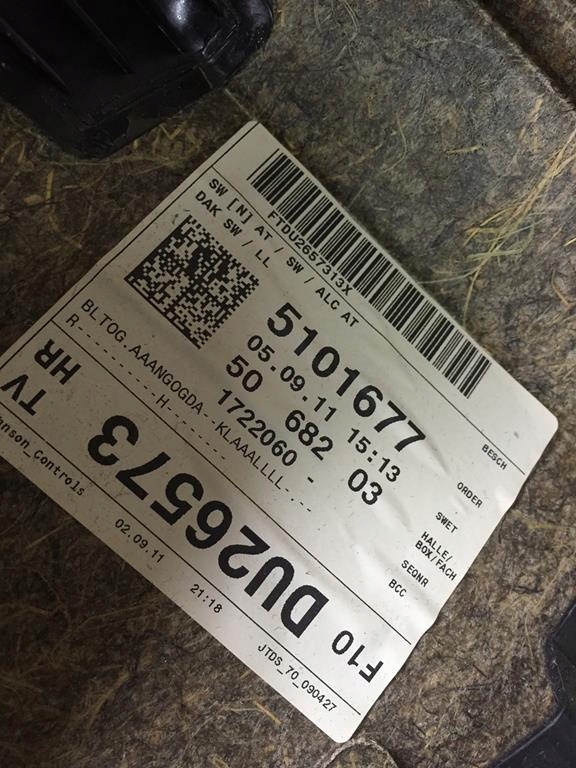 FTDU2657313X
SW [N] AT / SW / ALC AT
DAK SW / LL
BESCH
5101677
ORDER
05.09.11 15:13
SWET
50 682 03
HALLE/
BOX/FACH
1722060 -
SEQNR
BLTOG.AAANGOGDA--KLAAALLLL----
BCC
R---------H-------
TV
HR
F10 DU26573
Johnson_Controls
02.09.11
21:18
JTDS_70_090427